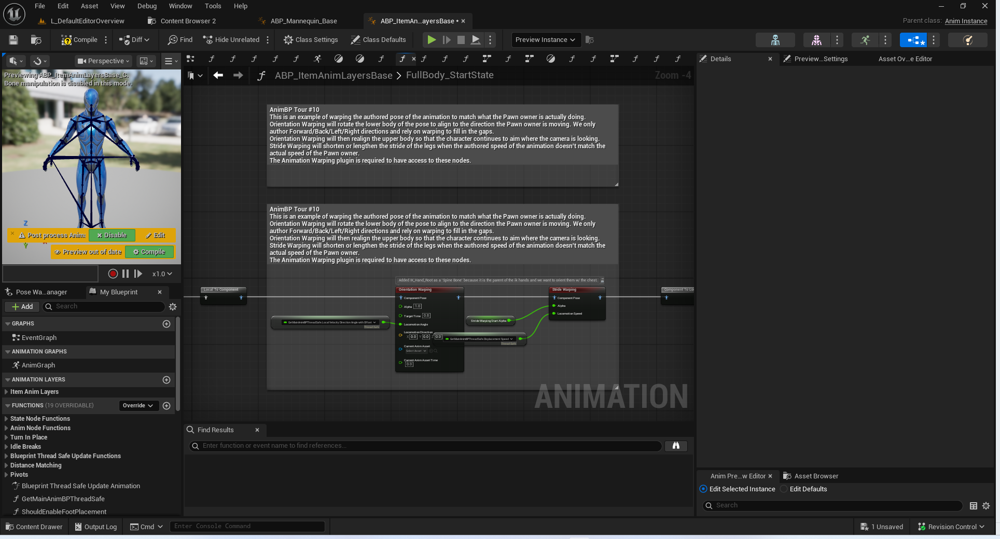 File Edit Asset View Debug Window Tools Help
L_DefaultEditorOverview Content Browser 2 ABP_Mannequin_Base ABP_ItemAn...ayersBase *
Parent class: Anim Instance
Compile Diff Find Hide Unrelated Class Settings Class Defaults Preview Instance
Perspective
Previewing ABP_ItemAnimLayersBase_C.
Bone manipulation is disabled in this mode.
Z
Y
Post process Anima
Disable
Edit
Preview out of date
Compile
x1.0
Pose Wa...anager
My Blueprint
Add
Search
GRAPHS
EventGraph
ANIMATION GRAPHS
AnimGraph
ANIMATION LAYERS
Item Anim Layers
FUNCTIONS (19 OVERRIDABLE) Override
State Node Functions
Anim Node Functions
Turn In Place
Idle Breaks
Blueprint Thread Safe Update Functions
Distance Matching
Pivots
Blueprint Thread Safe Update Animation
GetMainAnimBPThreadSafe
ShouldEnableFootPlacement
ABP_ItemAnimLayersBase > FullBody_StartState
Zoom -4
AnimBP Tour #10
This is an example of warping the authored pose of the animation to match what the Pawn owner is actually doing.
Orientation Warping will rotate the lower body of the pose to align to the direction the Pawn owner is moving. We only
author Forward/Back/Left/Right directions and rely on warping to fill in the gaps.
Orientation Warping will then realign the upper body so that the character continues to aim where the camera is looking.
Stride Warping will shorten or lengthen the stride of the legs when the authored speed of the animation doesn't match the
actual speed of the Pawn owner.
The Animation Warping plugin is required to have access to these nodes.
AnimBP Tour #10
This is an example of warping the authored pose of the animation to match what the Pawn owner is actually doing.
Orientation Warping will rotate the lower body of the pose to align to the direction the Pawn owner is moving. We only
author Forward/Back/Left/Right directions and rely on warping to fill in the gaps.
Orientation Warping will then realign the upper body so that the character continues to aim where the camera is looking.
Stride Warping will shorten or lengthen the stride of the legs when the authored speed of the animation doesn't match the
actual speed of the Pawn owner.
The Animation Warping plugin is required to have access to these nodes.
Added IK_Hand_Root as a 'Spine Bone' because it is the parent of the ik hands and we want to orient them w/ the chest.
Local To Component
Orientation Warping
Component Pose
Alpha 1.0
Target Time 0.8
Locomotion Angle
Locomotion Direction
X 0.0 Y 0.0 Z 0.0
Current Anim Asset
Select Asset
Current Anim Asset Time
0.0
GetMainAnimBPThreadSafe.Local Velocity Direction Angle with Offset
Thread Safe
Stride Warping Start Alpha
GetMainAnimBPThreadSafe.Displacement Speed
Thread Safe
Stride Warping
Component Pose
Alpha
Locomotion Speed
Component To Lo
ANIMATION
Find Results
Enter function or event name to find references...
Details
Preview...Settings
Asset Ov...e Editor
Anim Pre...w Editor
Asset Browser
Edit Selected Instance
Edit Defaults
Search
Content Drawer
Output Log
Cmd
Enter Console Command
1 Unsaved
Revision Control